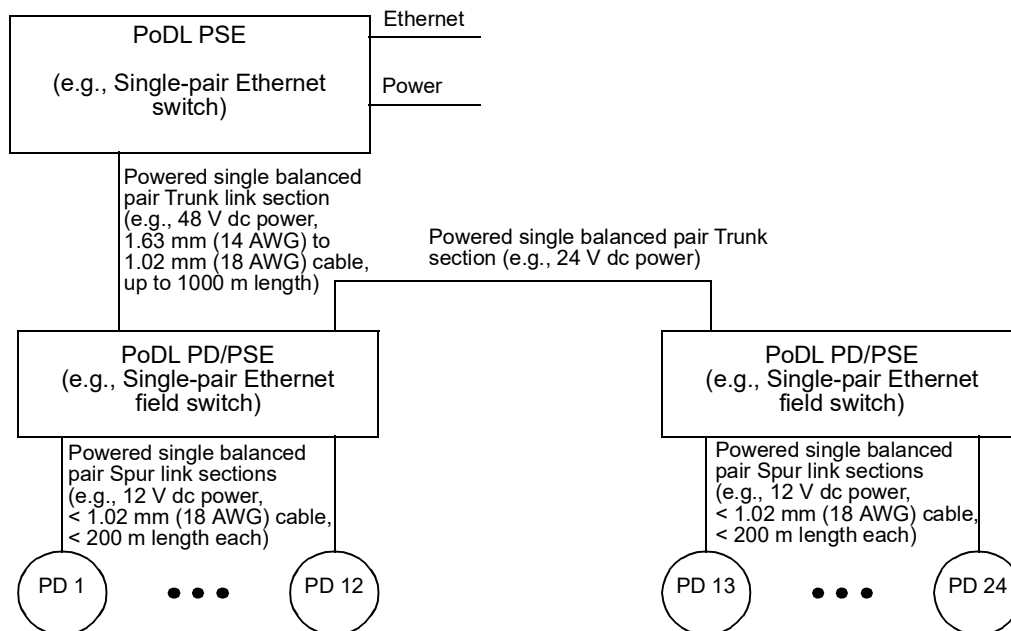 PoDL PSE
(e.g., Single-pair Ethernet
switch)
Ethernet
Power
Powered single balanced
pair Trunk link section
(e.g., 48 V dc power,
1.63 mm (14 AWG) to
1.02 mm (18 AWG) cable,
up to 1000 m length)
Powered single balanced pair Trunk
section (e.g., 24 V dc power)
PoDL PD/PSE
(e.g., Single-pair Ethernet
field switch)
PoDL PD/PSE
(e.g., Single-pair Ethernet
field switch)
Powered single balanced
pair Spur link sections
(e.g., 12 V dc power,
< 1.02 mm (18 AWG) cable,
< 200 m length each)
Powered single balanced
pair Spur link sections
(e.g., 12 V dc power,
< 1.02 mm (18 AWG) cable,
< 200 m length each)
PD 1
PD 12
PD 13
PD 24